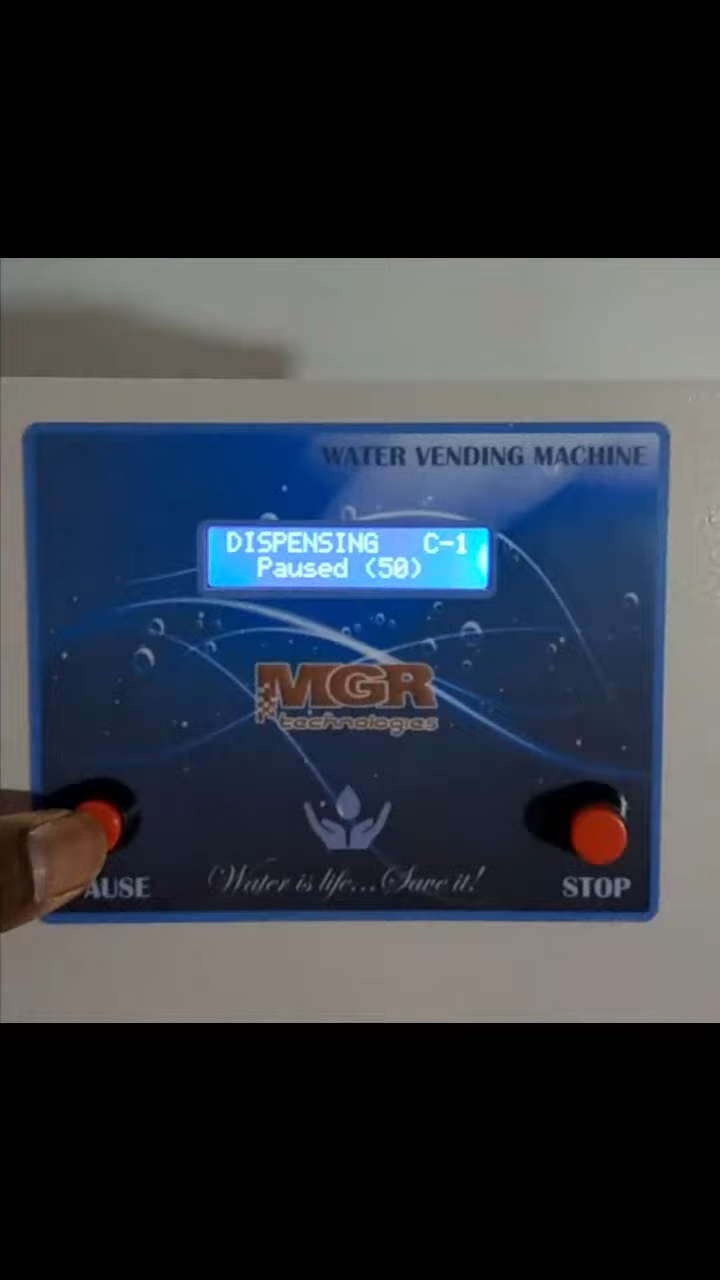 WATER VENDING MACHINE
DISPENSING C-1
Paused (50)
MGR
technologies
AUSE
Water is life...Save it!
STOP